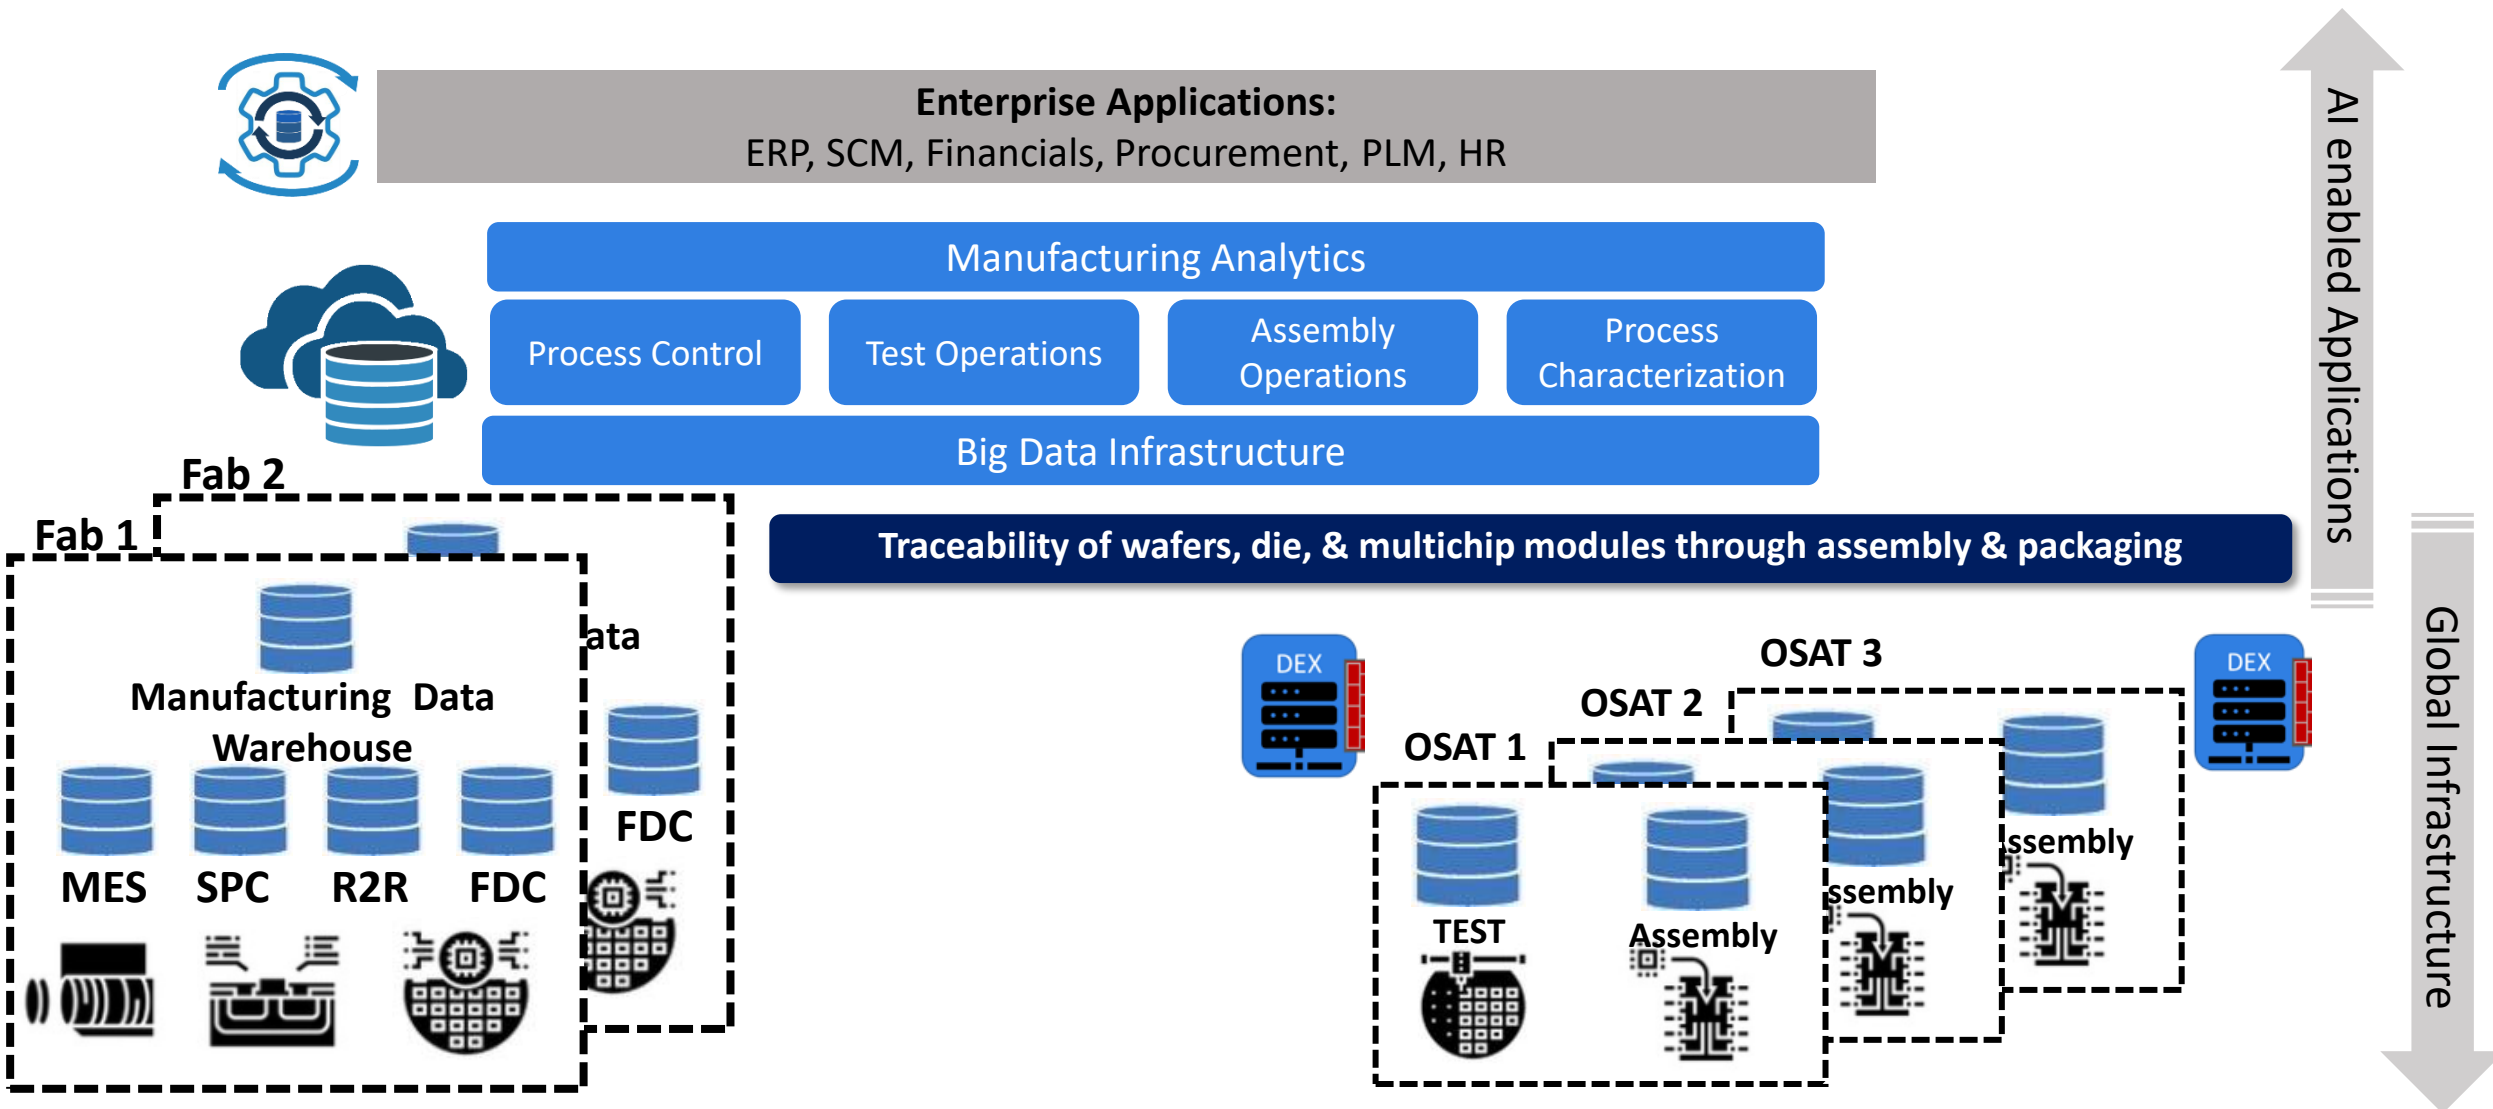 Enterprise Applications:
ERP, SCM, Financials, Procurement, PLM, HR
Manufacturing Analytics
Process Control
Test Operations
Assembly
Operations
Process
Characterization
Big Data Infrastructure
AI enabled Applications
Fab 2
Fab 1
Traceability of wafers, die, & multichip modules through assembly & packaging
ata
Manufacturing Data
Warehouse
FDC
MES
SPC
R2R
FDC
DEX
OSAT 3
OSAT 2
OSAT 1
DEX
ssembly
ssembly
TEST
Assembly
Global Infrastructure